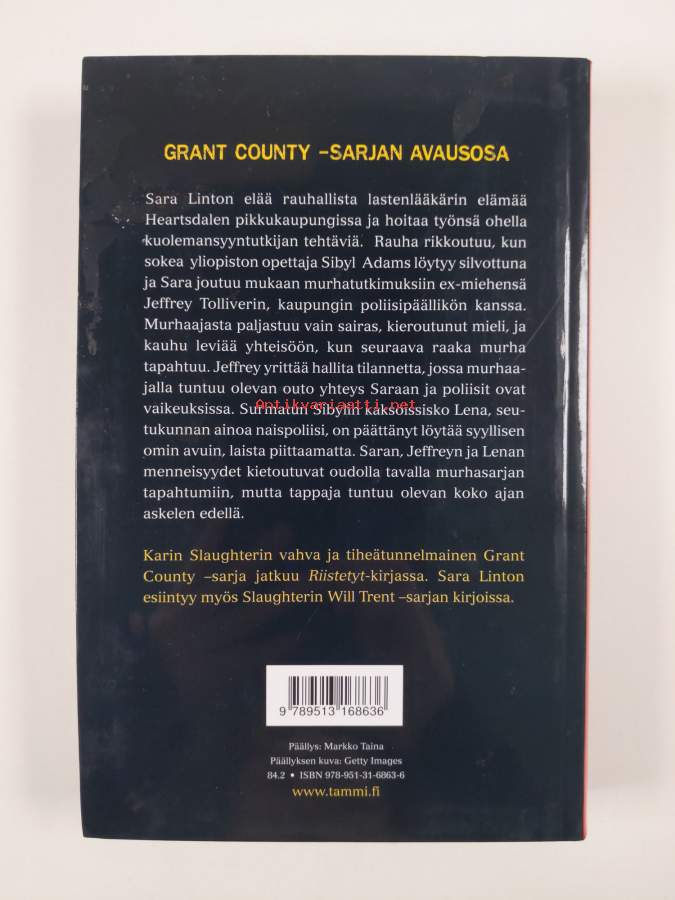 GRANT COUNTY –SARJAN AVAUSOSA
Sara Linton elää rauhallista lastenlääkärin elämää
Heartsdalen pikkukaupungissa ja hoitaa työnsä ohella
kuolemansyyntutkijan tehtäviä. Rauha rikkoutuu, kun
sokea yliopiston opettaja Sibyl Adams löytyy silvottuna
ja Sara joutuu mukaan murhatutkimuksiin ex-miehensä
Jeffrey Tolliverin, kaupungin poliisipäällikön kanssa.
Murhaajasta paljastuu vain sairas, kieroutunut mieli, ja
kauhu leviää yhteisöön, kun seuraava raaka murha
tapahtuu. Jeffrey yrittää hallita tilannetta, jossa murhaa-
jalla tuntuu olevan outo yhteys Saraan ja poliisit ovat
Antikvariaatti.net
vaikeuksissa. Surmatun Sibylin kaksoissisko Lena, seu-
tukunnan ainoa naispoliisi, on päättänyt löytää syyllisen
omin avuin, laista piittaamatta. Saran, Jeffreyn ja Lenan
menneisyydet kietoutuvat oudolla tavalla murhasarjan
tapahtumiin, mutta tappaja tuntuu olevan koko ajan
askelen edellä.
Karin Slaughterin vahva ja tiheätunnelmainen Grant
County –sarja jatkuu Riistetyt-kirjassa. Sara Linton
esiintyy myös Slaughterin Will Trent –sarjan kirjoissa.
9 789513 168636
Päällys: Markko Taina
Päällyksen kuva: Getty Images
84.2 • ISBN 978-951-31-6863-6
www.tammi.fi